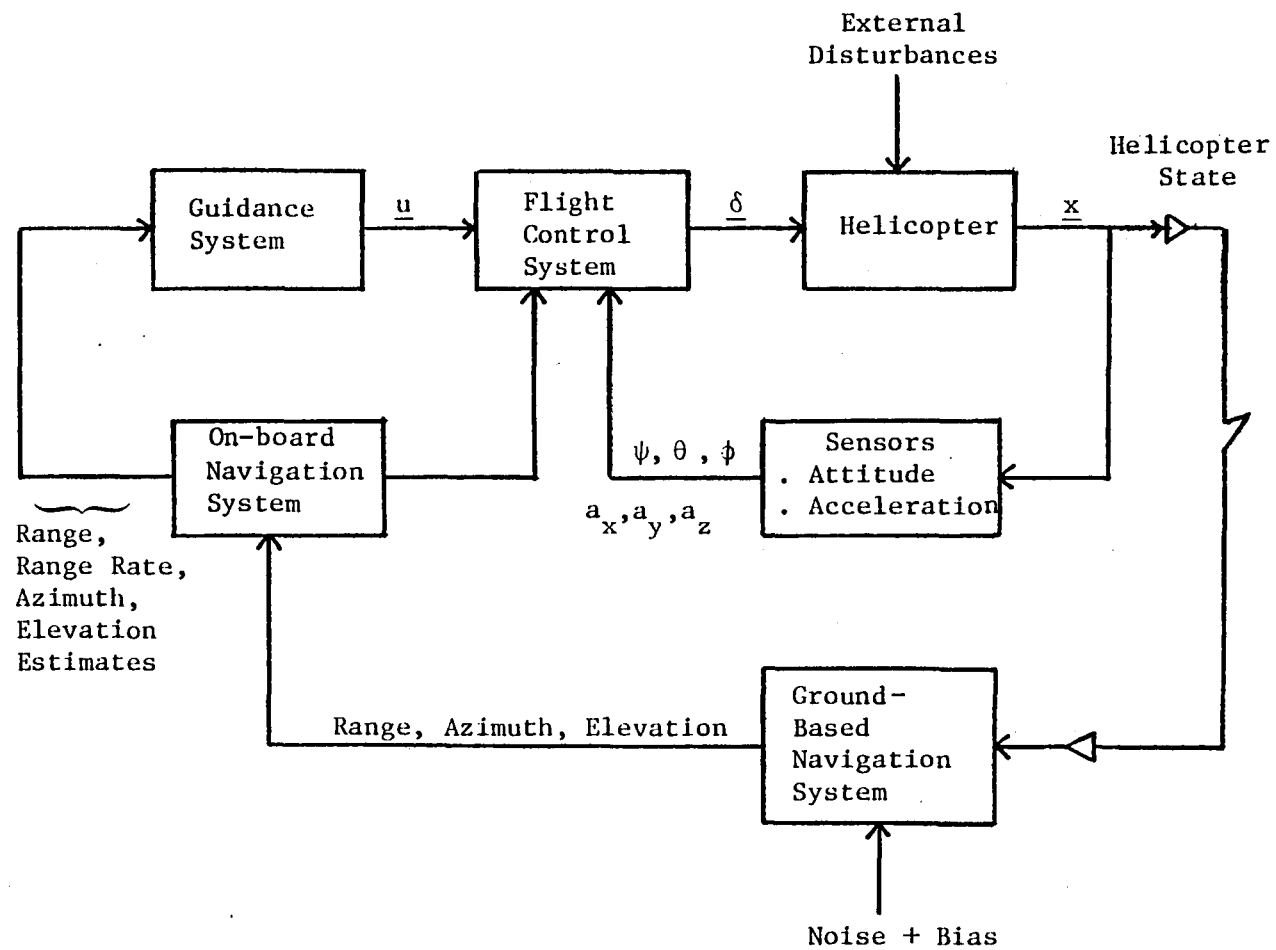 External
Disturbances
Helicopter
State
Guidance
System
u
Flight
Control
System
δ
Helicopter
x
On-board
Navigation
System
ψ, θ, ϕ
a_x,a_y,a_z
Sensors
. Attitude
. Acceleration
Range,
Range Rate,
Azimuth,
Elevation
Estimates
Range, Azimuth, Elevation
Ground-
Based
Navigation
System
Noise + Bias